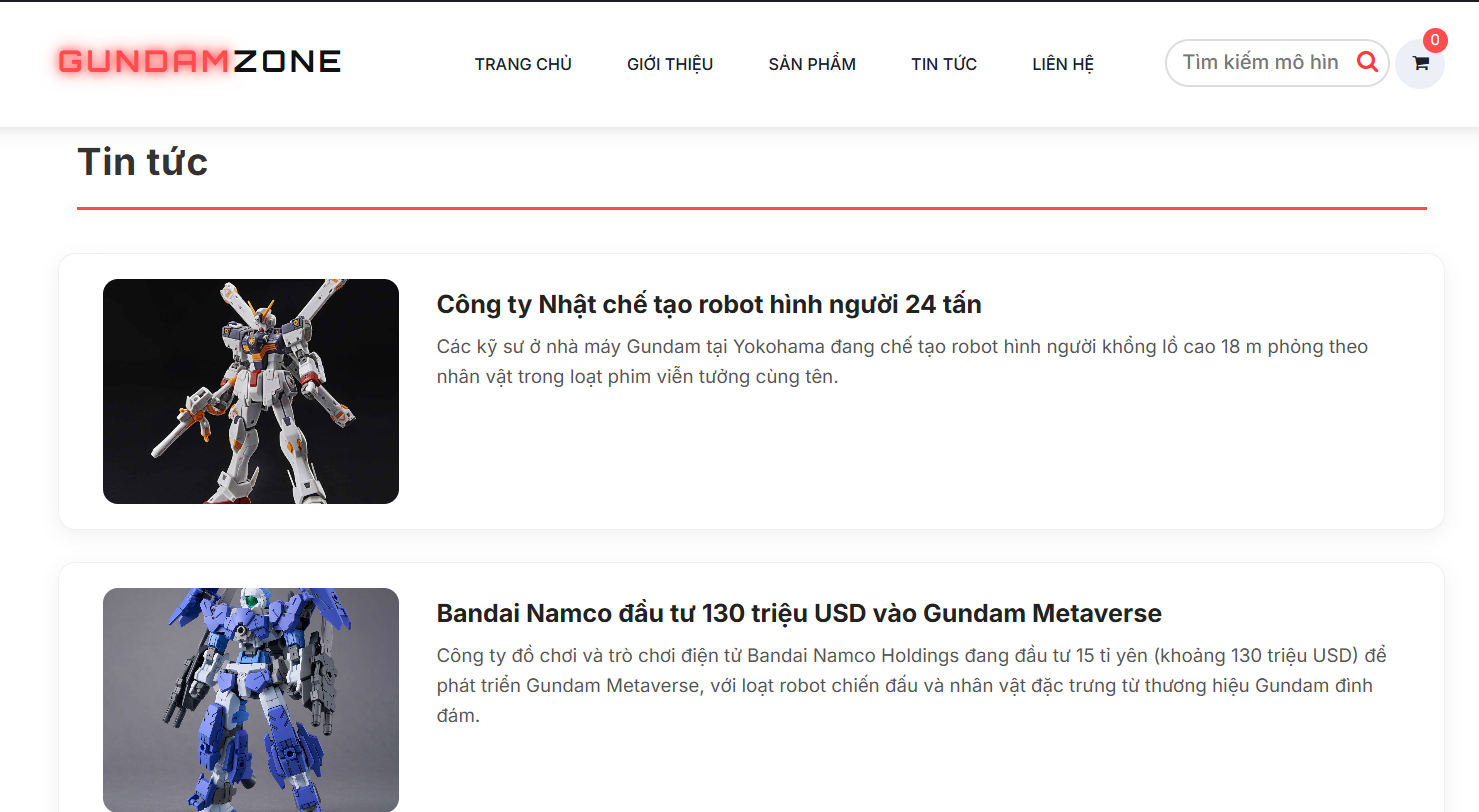 GUNDAMZONE
TRANG CHỦ
GIỚI THIỆU
SẢN PHẨM
TIN TỨC
LIÊN HỆ
Tìm kiếm mô hìn
0
Tin tức
Công ty Nhật chế tạo robot hình người 24 tấn
Các kỹ sư ở nhà máy Gundam tại Yokohama đang chế tạo robot hình người khổng lồ cao 18 m phỏng theo
nhân vật trong loạt phim viễn tưởng cùng tên.
Bandai Namco đầu tư 130 triệu USD vào Gundam Metaverse
Công ty đồ chơi và trò chơi điện tử Bandai Namco Holdings đang đầu tư 15 tỉ yên (khoảng 130 triệu USD) để
phát triển Gundam Metaverse, với loạt robot chiến đấu và nhân vật đặc trưng từ thương hiệu Gundam đình
đám.